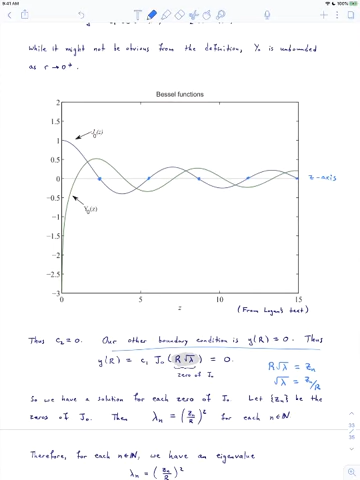 9:41 AM
100%
While it might not be obvious from the definition, Y₀ is unbounded
as r → 0⁺.
Bessel functions
2
1.5
1
0.5
0
-0.5
-1
-1.5
-2
-2.5
-3
J₀(z)
Y₀(z)
z-axis
0 5 10 15
z
(From Logan's text)
Thus c₂ = 0. Our other boundary condition is y(R) = 0. Thus
y(R) = c₁ J₀(R√λ) = 0.
zero of J₀
R√λ = zₙ
√λ = zₙ/R
So we have a solution for each zero of J₀. Let {zₙ} be the
zeros of J₀. Then λₙ = (zₙ/R)² for each n∈ℕ
33
35
Therefore, for each n∈ℕ, we have an eigenvalue
λₙ = (zₙ/R)²